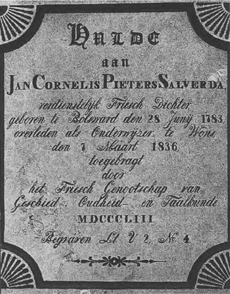 HULDE
aan
JAN CORNELIS PIETERS SALVERDA,
verdienstelijk Friesch Dichter
geboren te Bolsward den 28 Junij 1783
overleden als Onderwijzer te Wons
den 7 Maart 1836
toegebragt
door
het Friesch Genootschap van
Geschied-, Oudheid- en Taalkunde
MDCCCLIII
Begraven Lt V 2, No 4